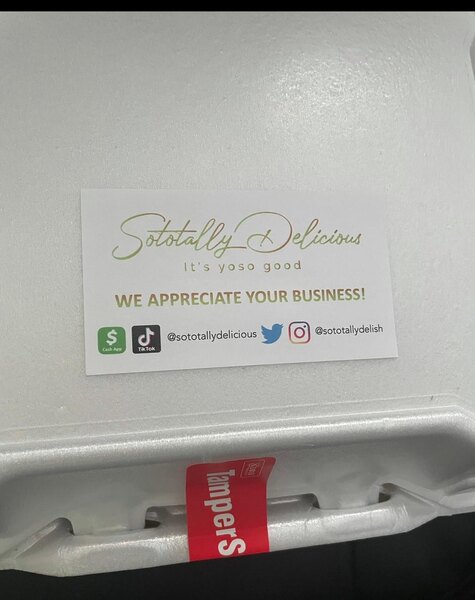 Sototally Delicious
It's yoso good
WE APPRECIATE YOUR BUSINESS!
$ Cash App TikTok @sototallydelicious @sototallydelish
TamperS